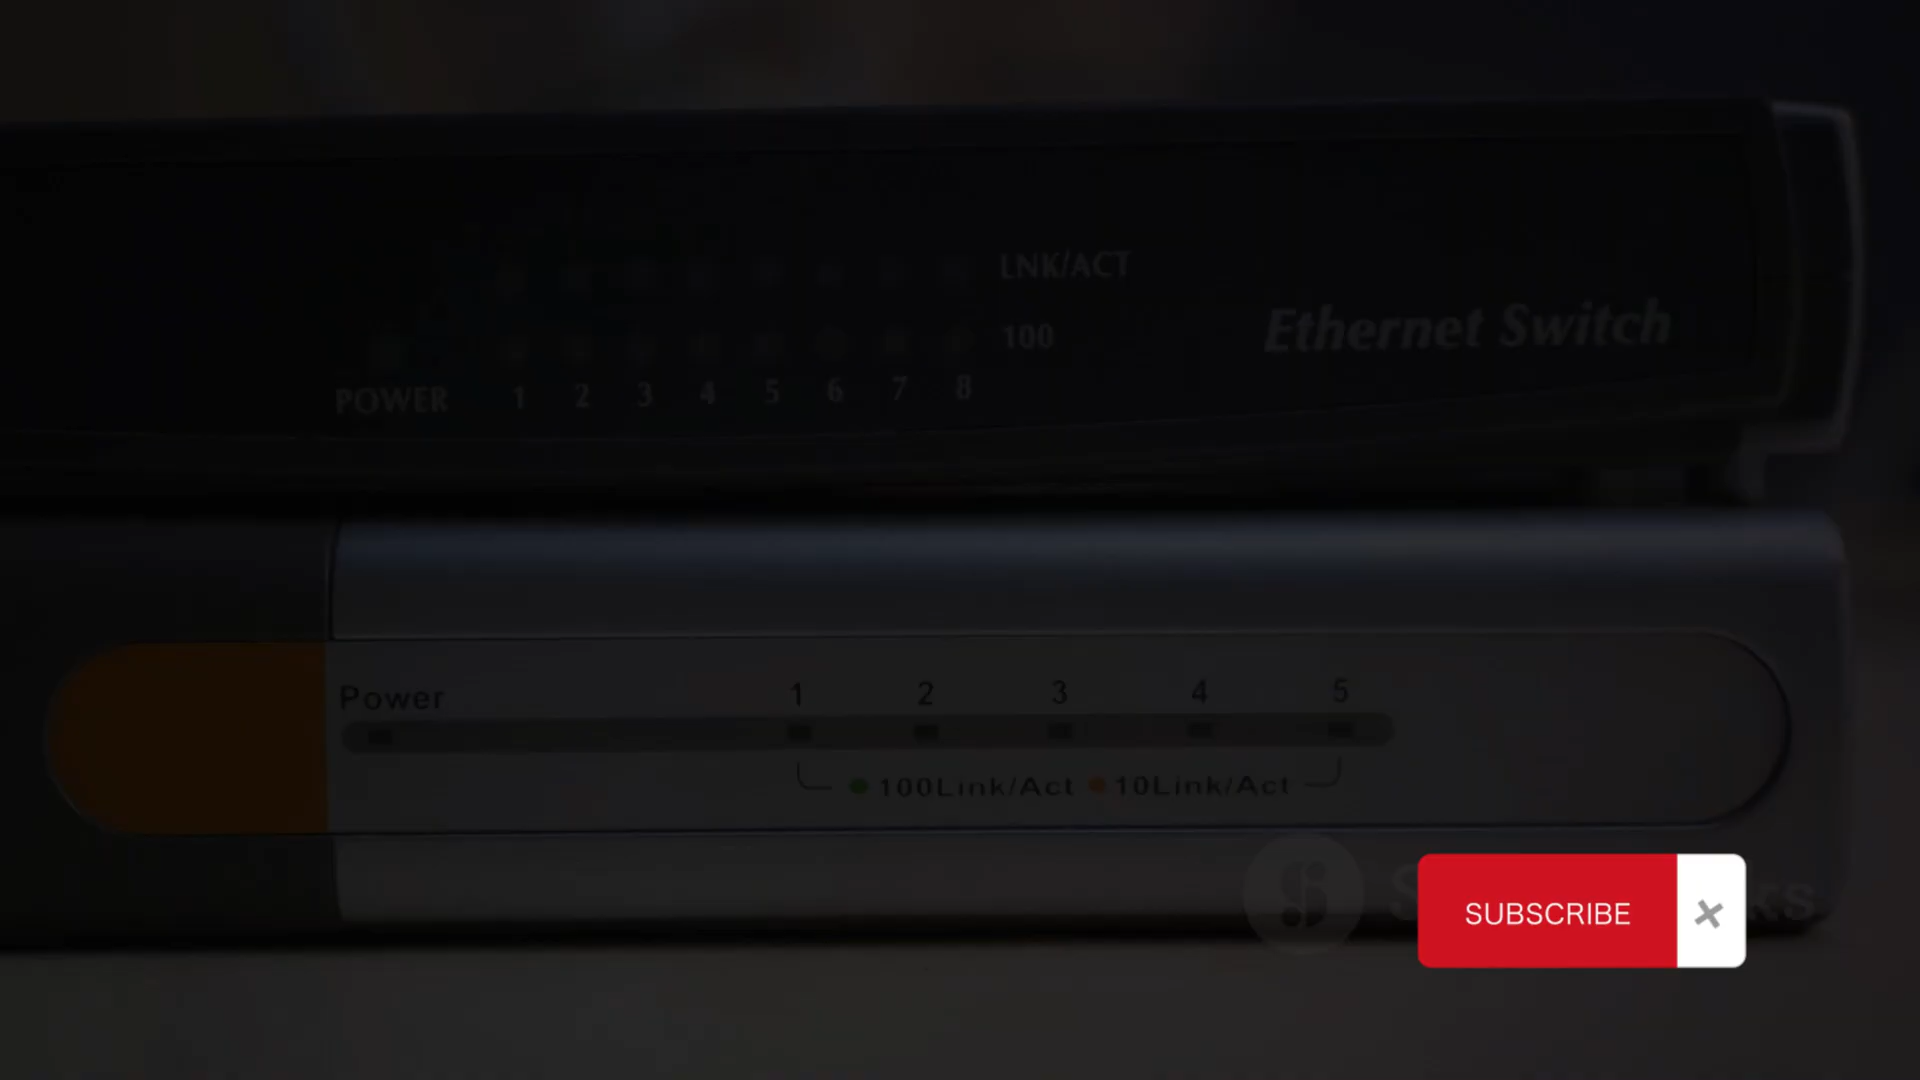 LNK/ACT
100
Ethernet Switch
POWER 1 2 3 4 5 6 7 8
Power 1 2 3 4 5
100Link/Act 10Link/Act
SUBSCRIBE